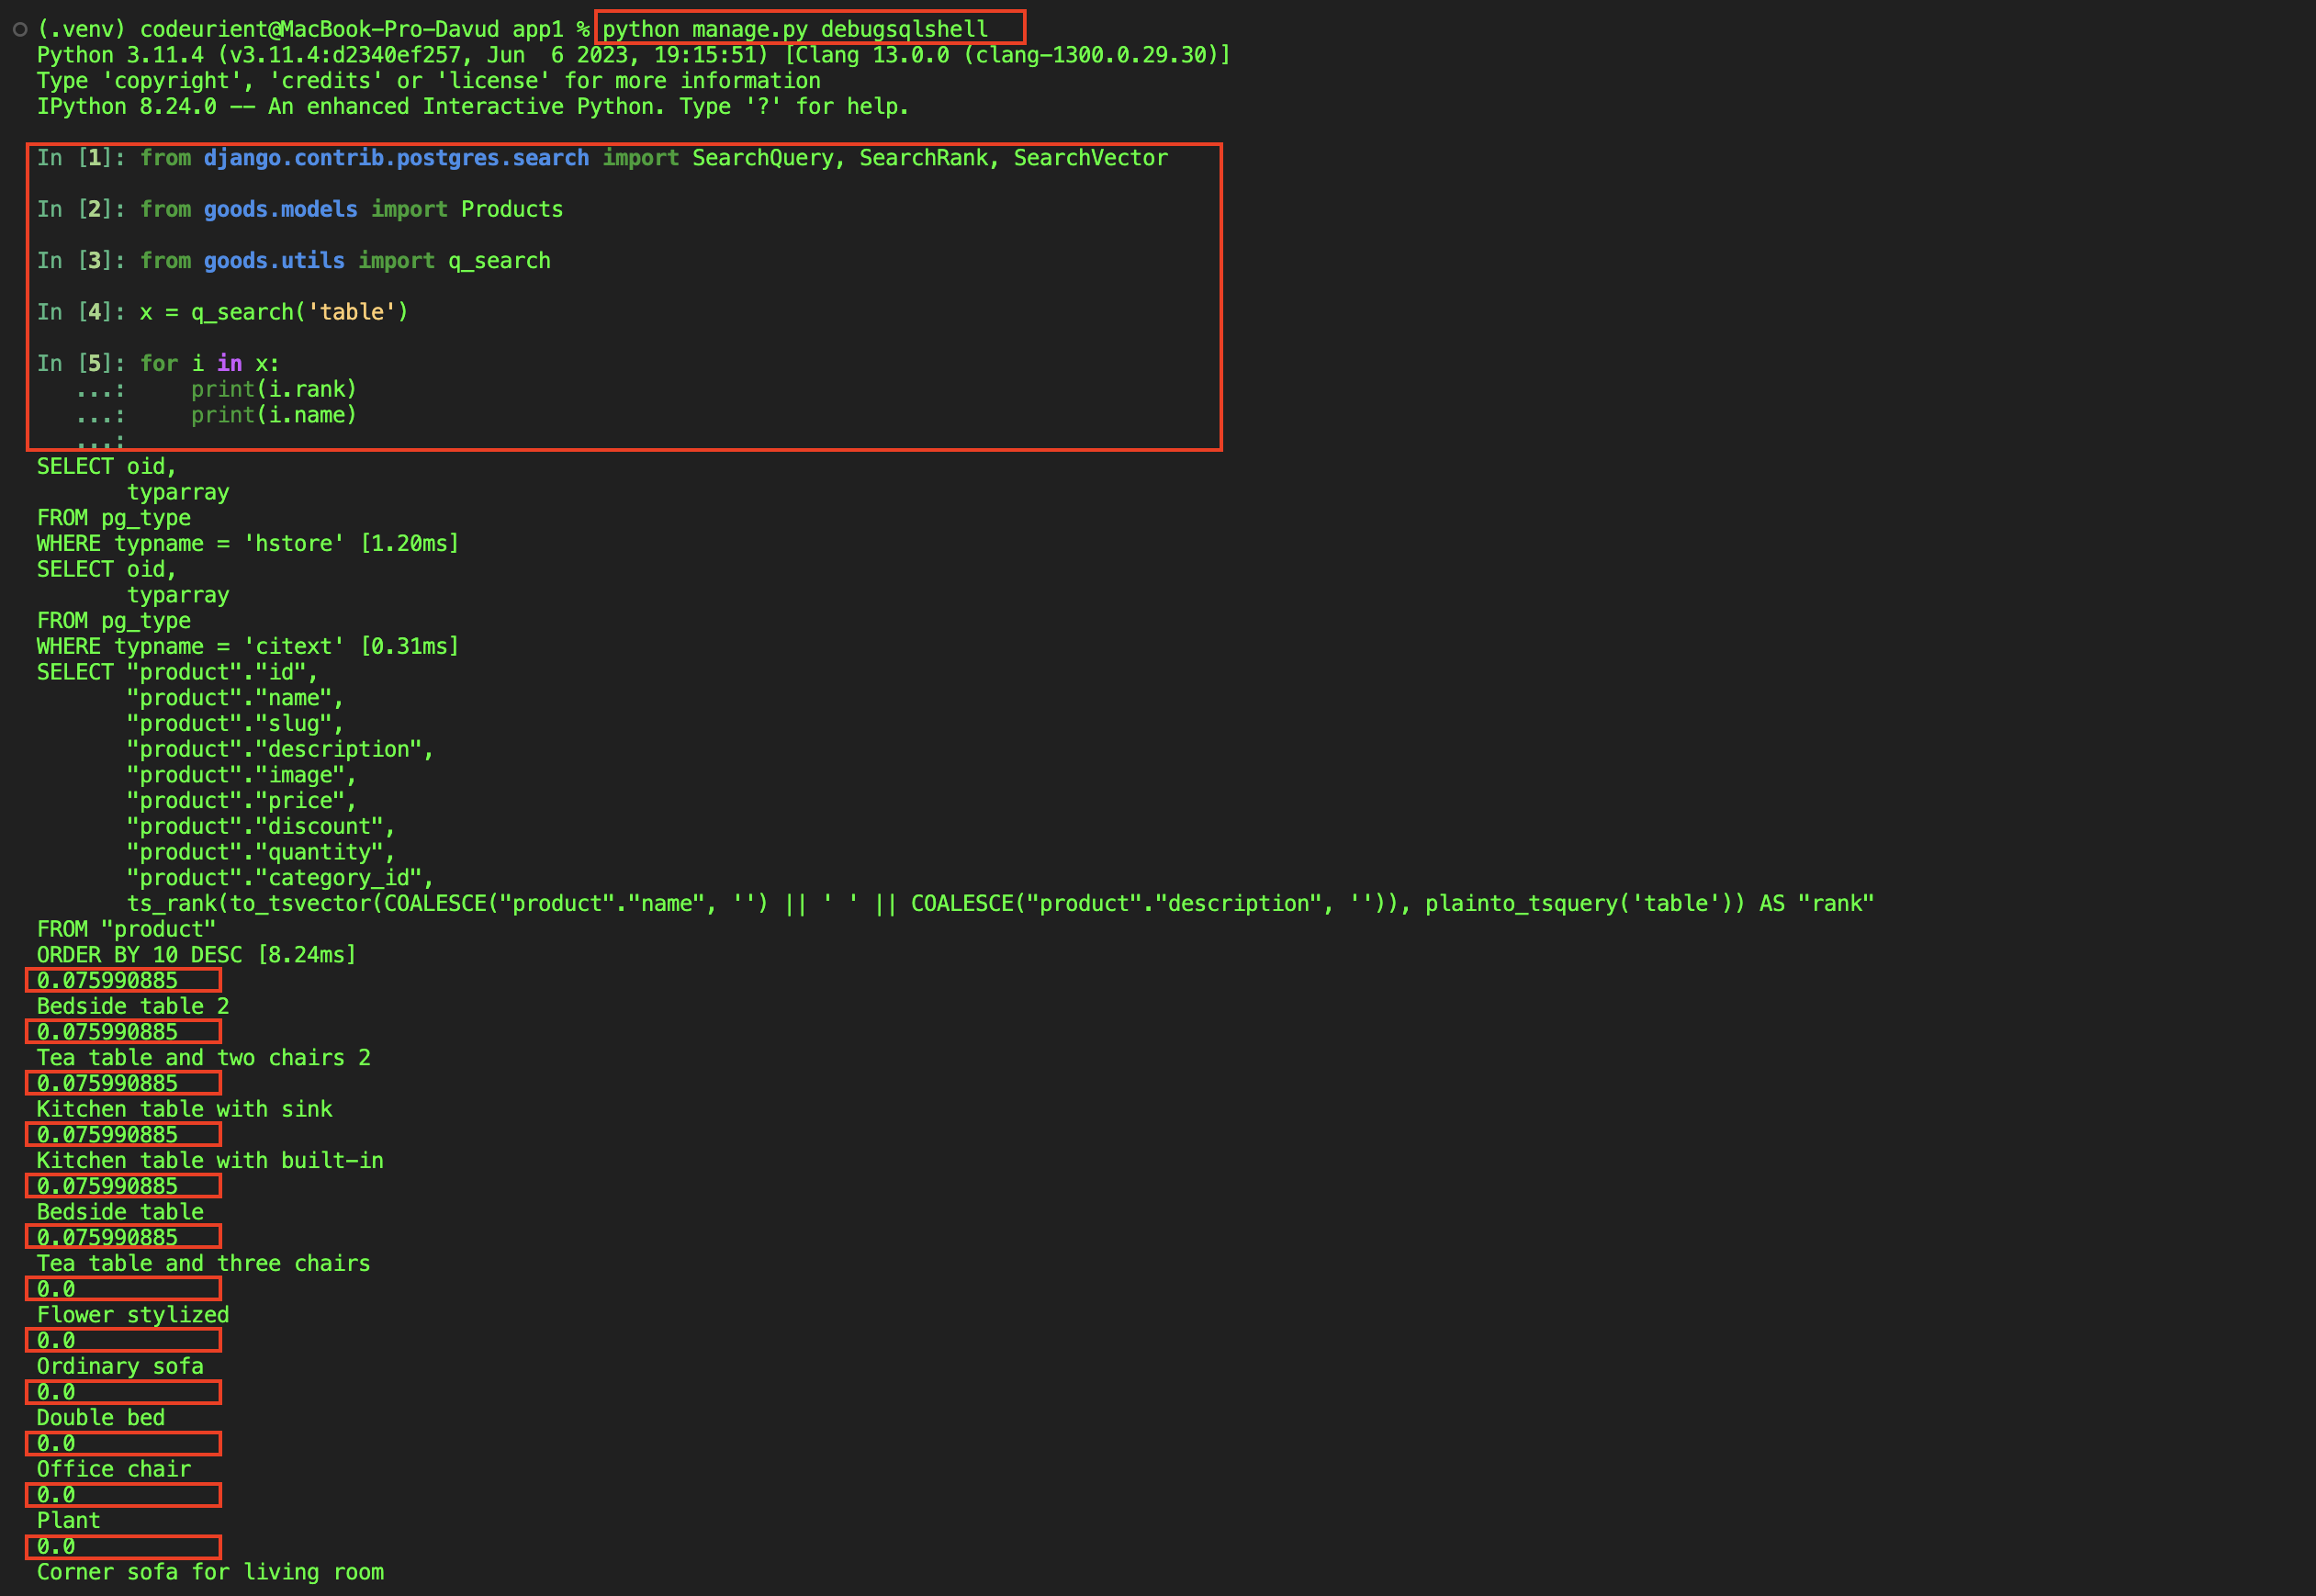 (.venv) codeurient@MacBook-Pro-Davud app1 % python manage.py debugsqlshell
Python 3.11.4 (v3.11.4:d2340ef257, Jun  6 2023, 19:15:51) [Clang 13.0.0 (clang-1300.0.29.30)]
Type 'copyright', 'credits' or 'license' for more information
IPython 8.24.0 -- An enhanced Interactive Python. Type '?' for help.
In [1]: from django.contrib.postgres.search import SearchQuery, SearchRank, SearchVector
In [2]: from goods.models import Products
In [3]: from goods.utils import q_search
In [4]: x = q_search('table')
In [5]: for i in x:
   ...:     print(i.rank)
   ...:     print(i.name)
   ...:
SELECT oid,
       typarray
FROM pg_type
WHERE typname = 'hstore' [1.20ms]
SELECT oid,
       typarray
FROM pg_type
WHERE typname = 'citext' [0.31ms]
SELECT "product"."id",
       "product"."name",
       "product"."slug",
       "product"."description",
       "product"."image",
       "product"."price",
       "product"."discount",
       "product"."quantity",
       "product"."category_id",
       ts_rank(to_tsvector(COALESCE("product"."name", '') || ' ' || COALESCE("product"."description", '')), plainto_tsquery('table')) AS "rank"
FROM "product"
ORDER BY 10 DESC [8.24ms]
0.075990885
Bedside table 2
0.075990885
Tea table and two chairs 2
0.075990885
Kitchen table with sink
0.075990885
Kitchen table with built-in
0.075990885
Bedside table
0.075990885
Tea table and three chairs
0.0
Flower stylized
0.0
Ordinary sofa
0.0
Double bed
0.0
Office chair
0.0
Plant
0.0
Corner sofa for living room